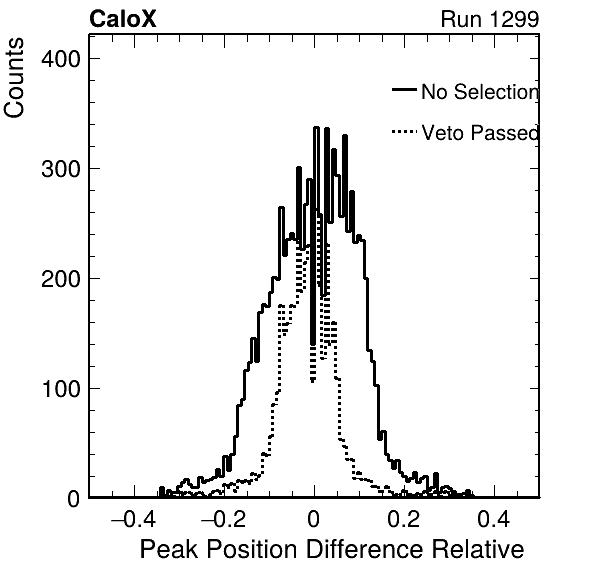 CaloX Run 1299
Counts
400
300
200
100
0
No Selection
Veto Passed
−0.4 −0.2 0 0.2 0.4
Peak Position Difference Relative